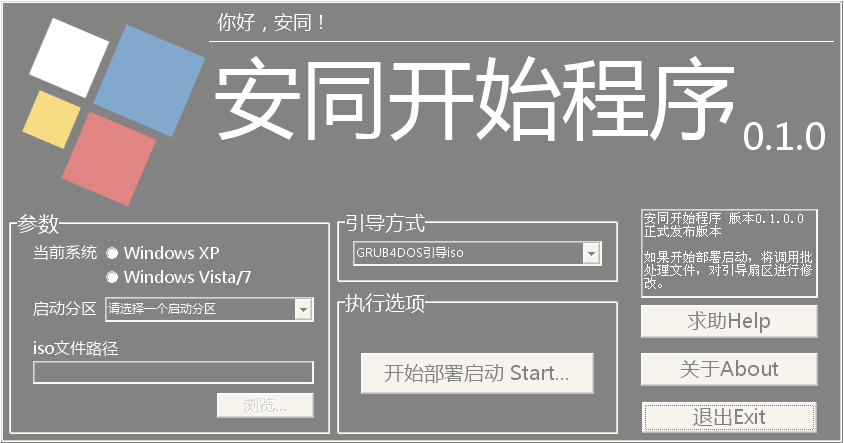 你好，安同！
安同开始程序 0.1.0
参数
当前系统
Windows XP
Windows Vista/7
启动分区
请选择一个启动分区
iso文件路径
浏览...
引导方式
GRUB4DOS引导iso
执行选项
开始部署启动 Start...
安同开始程序 版本0.1.0.0
正式发布版本
如果开始部署启动，将调用批
处理文件，对引导扇区进行修
改。
求助Help
关于About
退出Exit